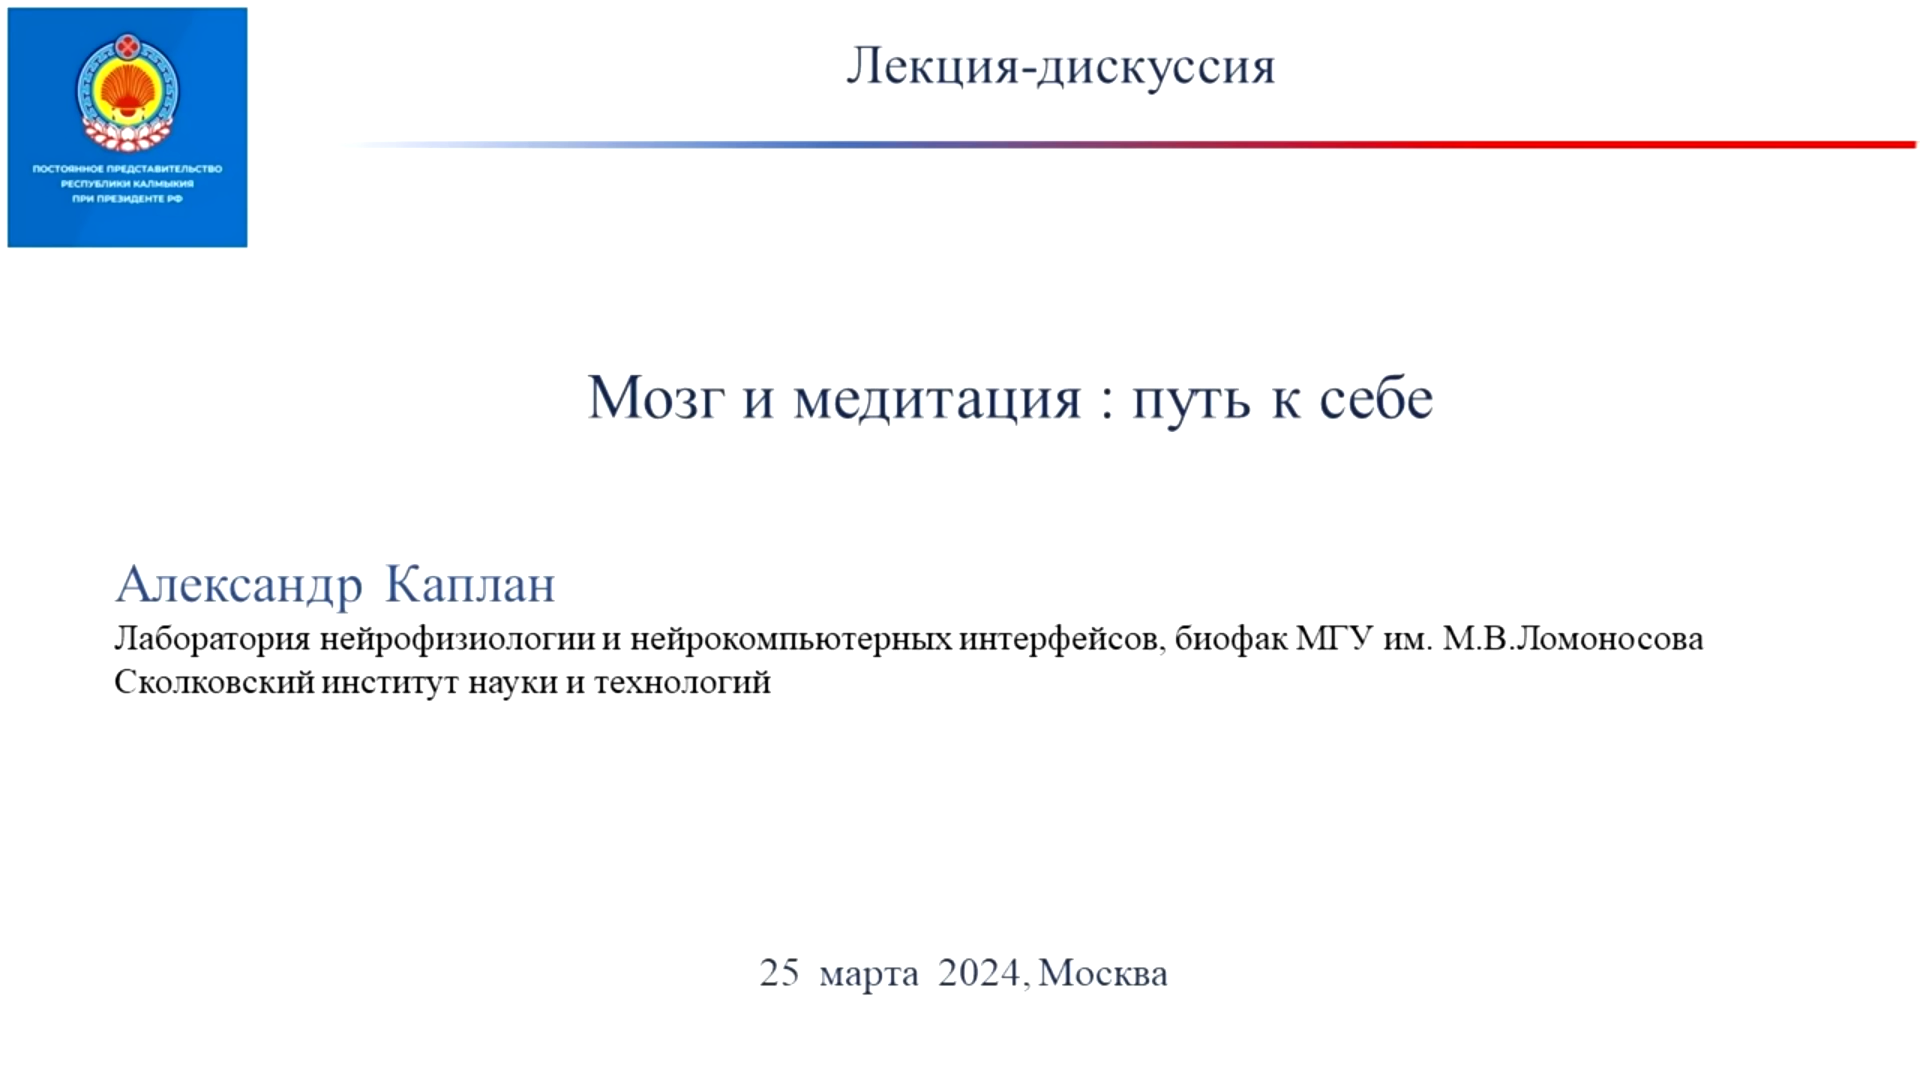 ПОСТОЯННОЕ ПРЕДСТАВИТЕЛЬСТВО
РЕСПУБЛИКИ КАЛМЫКИЯ
ПРИ ПРЕЗИДЕНТЕ РФ
Лекция-дискуссия
Мозг и медитация : путь к себе
Александр Каплан
Лаборатория нейрофизиологии и нейрокомпьютерных интерфейсов, биофак МГУ им. М.В.Ломоносова
Сколковский институт науки и технологий
25 марта 2024, Москва